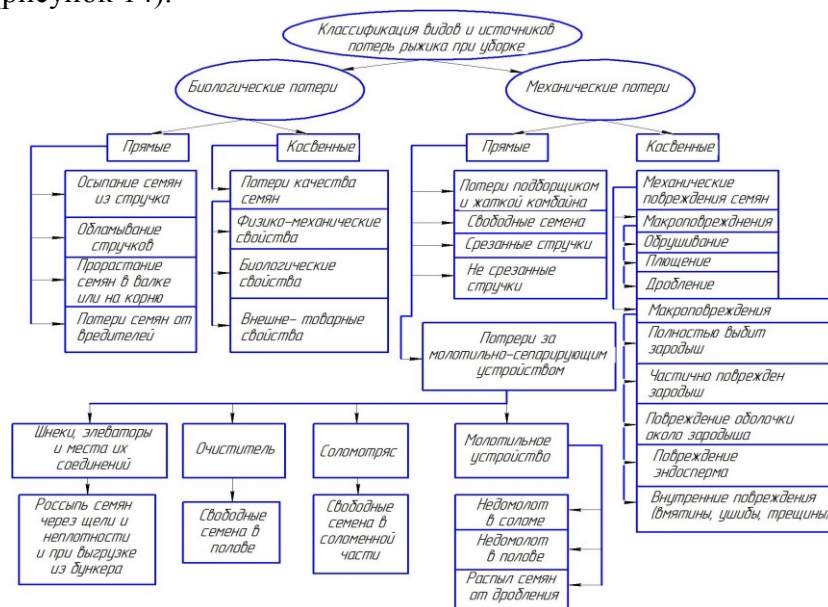 рисунок 14).
Классификация видов и источников
потерь рыжика при уборке
Биологические потери
Механические потери
Прямые
Косвенные
Прямые
Косвенные
Осыпание семян
из стручка
Обламывание
стручков
Прорастание
семян в валке
или на корню
Потери семян от
вредителей
Потери качества
семян
Физико-механические
свойства
Биологические
свойства
Внешне- товарные
свойства
Потери подборщиком
и жаткой комбайна
Свободные семена
Срезанные стручки
Не срезанные
стручки
Потрери за
молотильно-сепарирующим
устройством
Механические
повреждения семян
Макроповрежднения
Обрушивание
Плющение
Дробление
Макроповреждения
Полностью выбит
зародыш
Частично поврежден
зародыш
Повреждение оболочки
около зародыша
Повреждение
эндосперма
Внутренние повреждения
(вмятины, ушибы, трещины)
Шнеки, элеваторы
и места их
соединений
Очиститель
Соломотряс
Молотильное
устройство
Россыпь семян
через щели и
неплотности
и при выгрузке
из бункера
Свободные
семена в
полове
Свободные
семена в
соломенной
части
Недомолот
в соломе
Недомолот
в полове
Распыл семян
от дробления